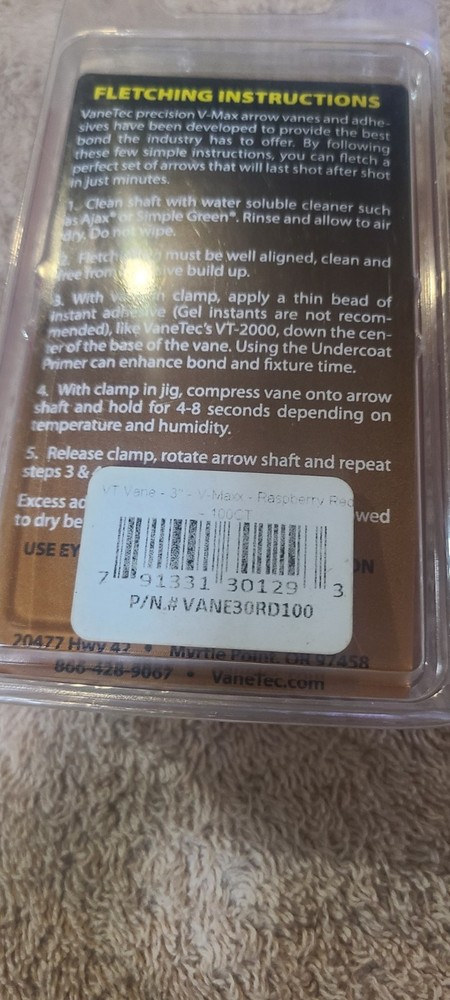 FLETCHING INSTRUCTIONS
VaneTec precision V-Max arrow vanes and adhe-
sives have been developed to provide the best
bond the industry has to offer. By following
these few simple instructions, you can fletch a
perfect set of arrows that will last shot after shot
in just minutes.
1. Clean shaft with water soluble cleaner such
as Ajax® or Simple Green®. Rinse and allow to air
dry. Do not wipe.
2. must be well aligned, clean and
free from build up.
3. With clamp, apply a thin bead of
instant adhesive (Gel instants are not recom-
mended), like VaneTec's VT-2000, down the cen-
ter of the base of the vane. Using the Undercoat
Primer can enhance bond and fixture time.
4. With clamp in jig, compress vane onto arrow
shaft and hold for 4-8 seconds depending on
temperature and humidity.
5. Release clamp, rotate arrow shaft and repeat
steps 3 &
Excess
to dry
USE
VT Vane - 3" - V-Maxx - Raspberry Red
- 100CT
7 91331 30129 3
P/N.# VANE30RD100
20477 Hwy 42 • Myrtle Point, OR 97458
866-428-9067 • VaneTec.com